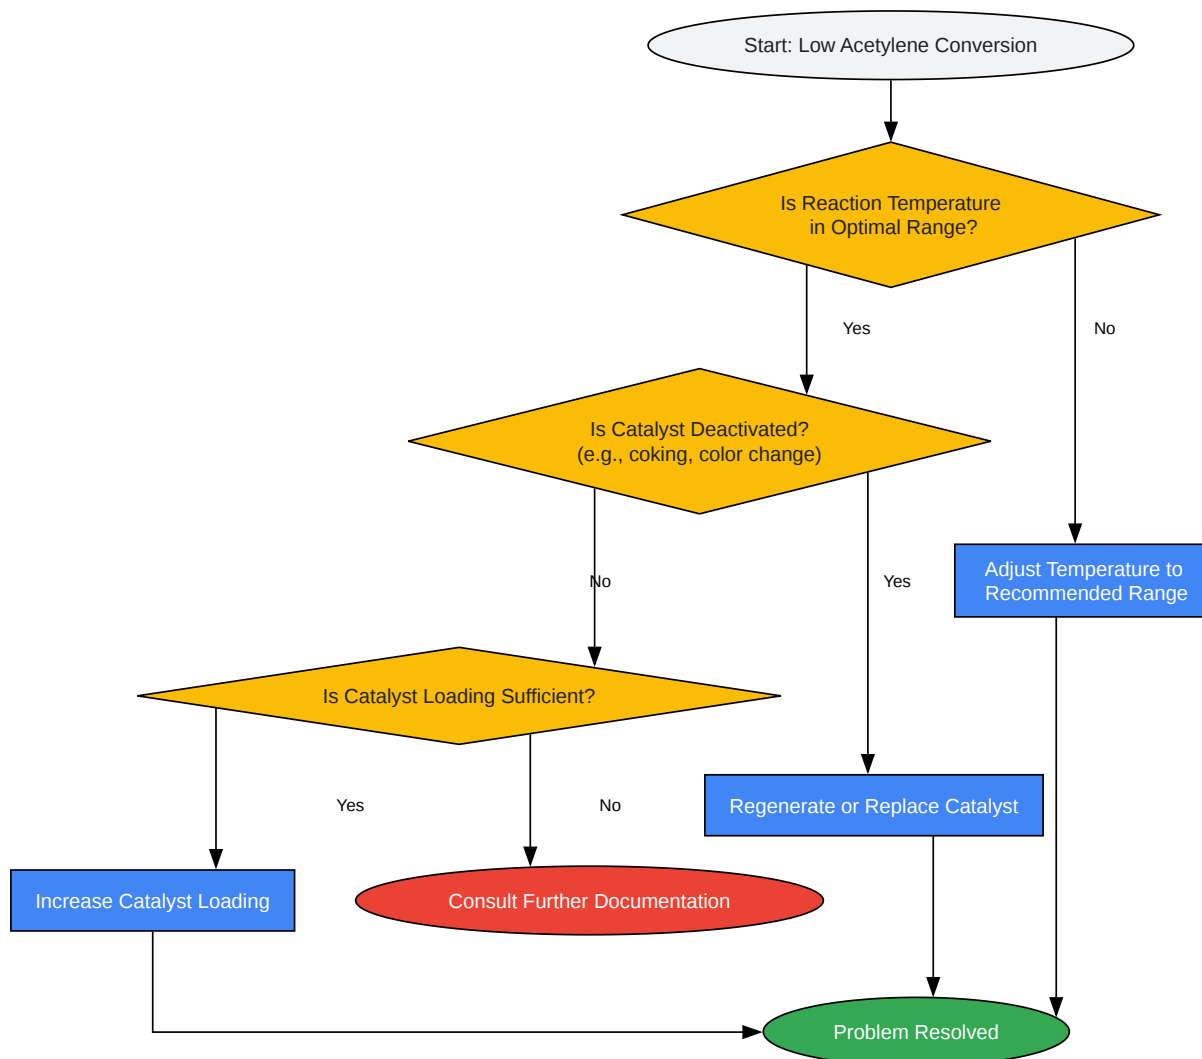 Start: Low Acetylene Conversion
Is Reaction Temperature
in Optimal Range?
Yes
No
Is Catalyst Deactivated?
(e.g., coking, color change)
No
Yes
Adjust Temperature to
Recommended Range
Is Catalyst Loading Sufficient?
Yes
No
Regenerate or Replace Catalyst
Increase Catalyst Loading
Consult Further Documentation
Problem Resolved